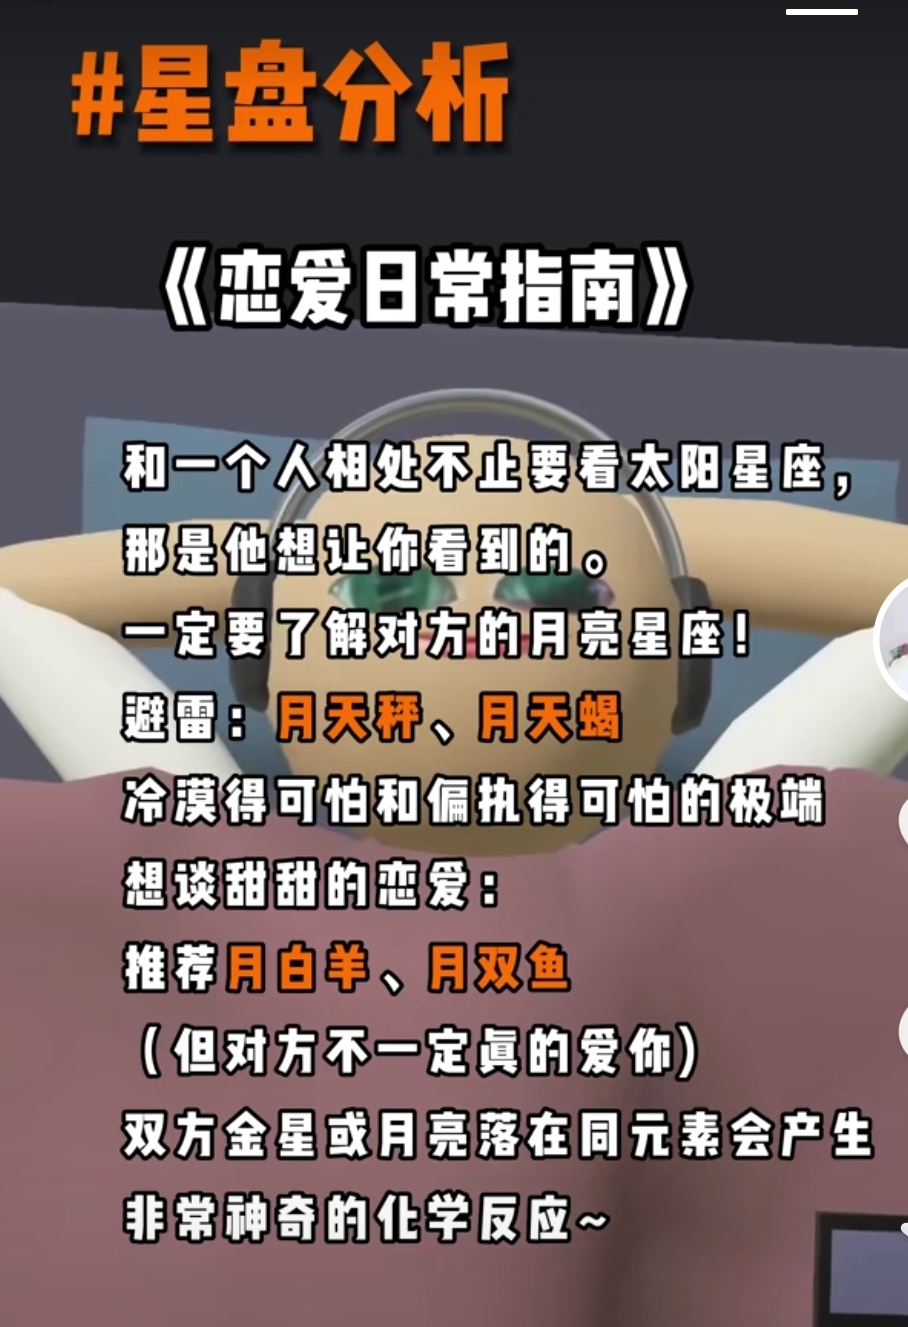 #星盘分析
《恋爱日常指南》
和一个人相处不止要看太阳星座，
那是他想让你看到的。
一定要了解对方的月亮星座！
避雷：月天秤、月天蝎
冷漠得可怕和偏执得可怕的极端
想谈甜甜的恋爱：
推荐月白羊、月双鱼
（但对方不一定真的爱你）
双方金星或月亮落在同元素会产生
非常神奇的化学反应~